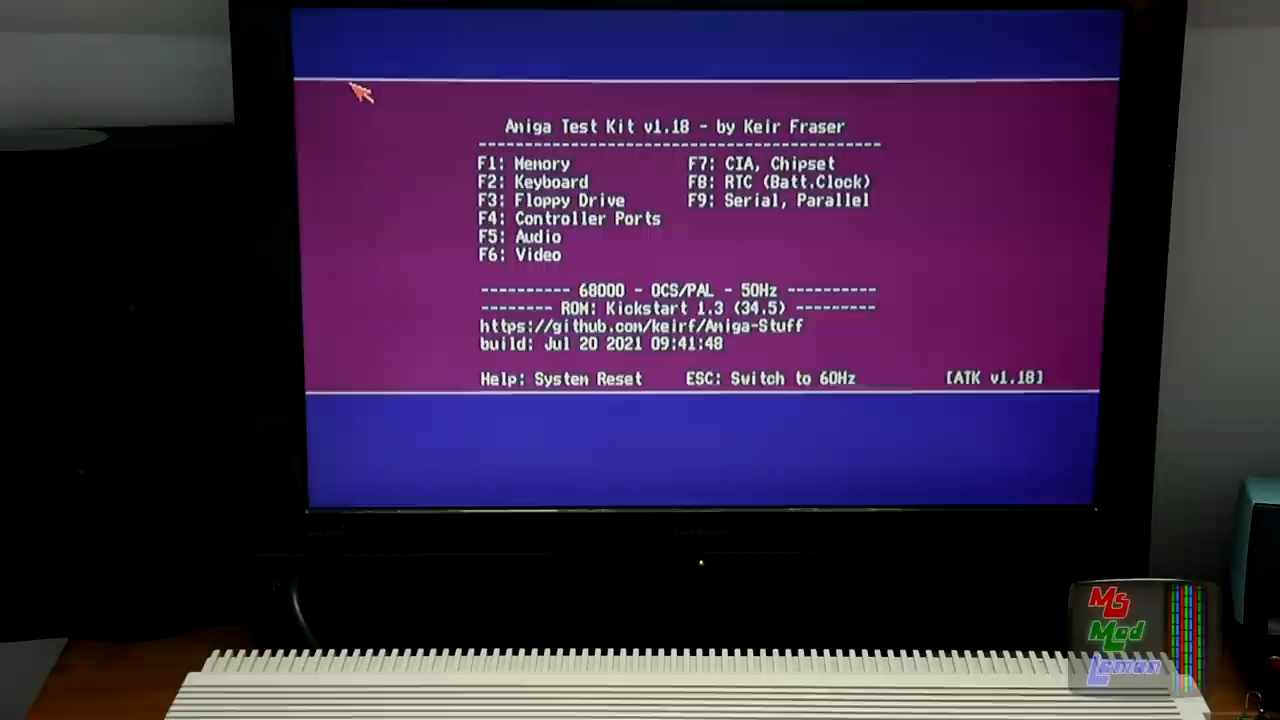 Amiga Test Kit v1.18 - by Keir Fraser
--------------------------------------------
F1: Memory F7: CIA, Chipset
F2: Keyboard F8: RTC (Batt.Clock)
F3: Floppy Drive F9: Serial, Parallel
F4: Controller Ports
F5: Audio
F6: Video
---------- 68000 - OCS/PAL - 50Hz ----------
-------- ROM: Kickstart 1.3 (34.5) ---------
https://github.com/keirf/Amiga-Stuff
build: Jul 20 2021 09:41:48
Help: System Reset ESC: Switch to 60Hz [ATK v1.18]
Ms
Mad
Lemon